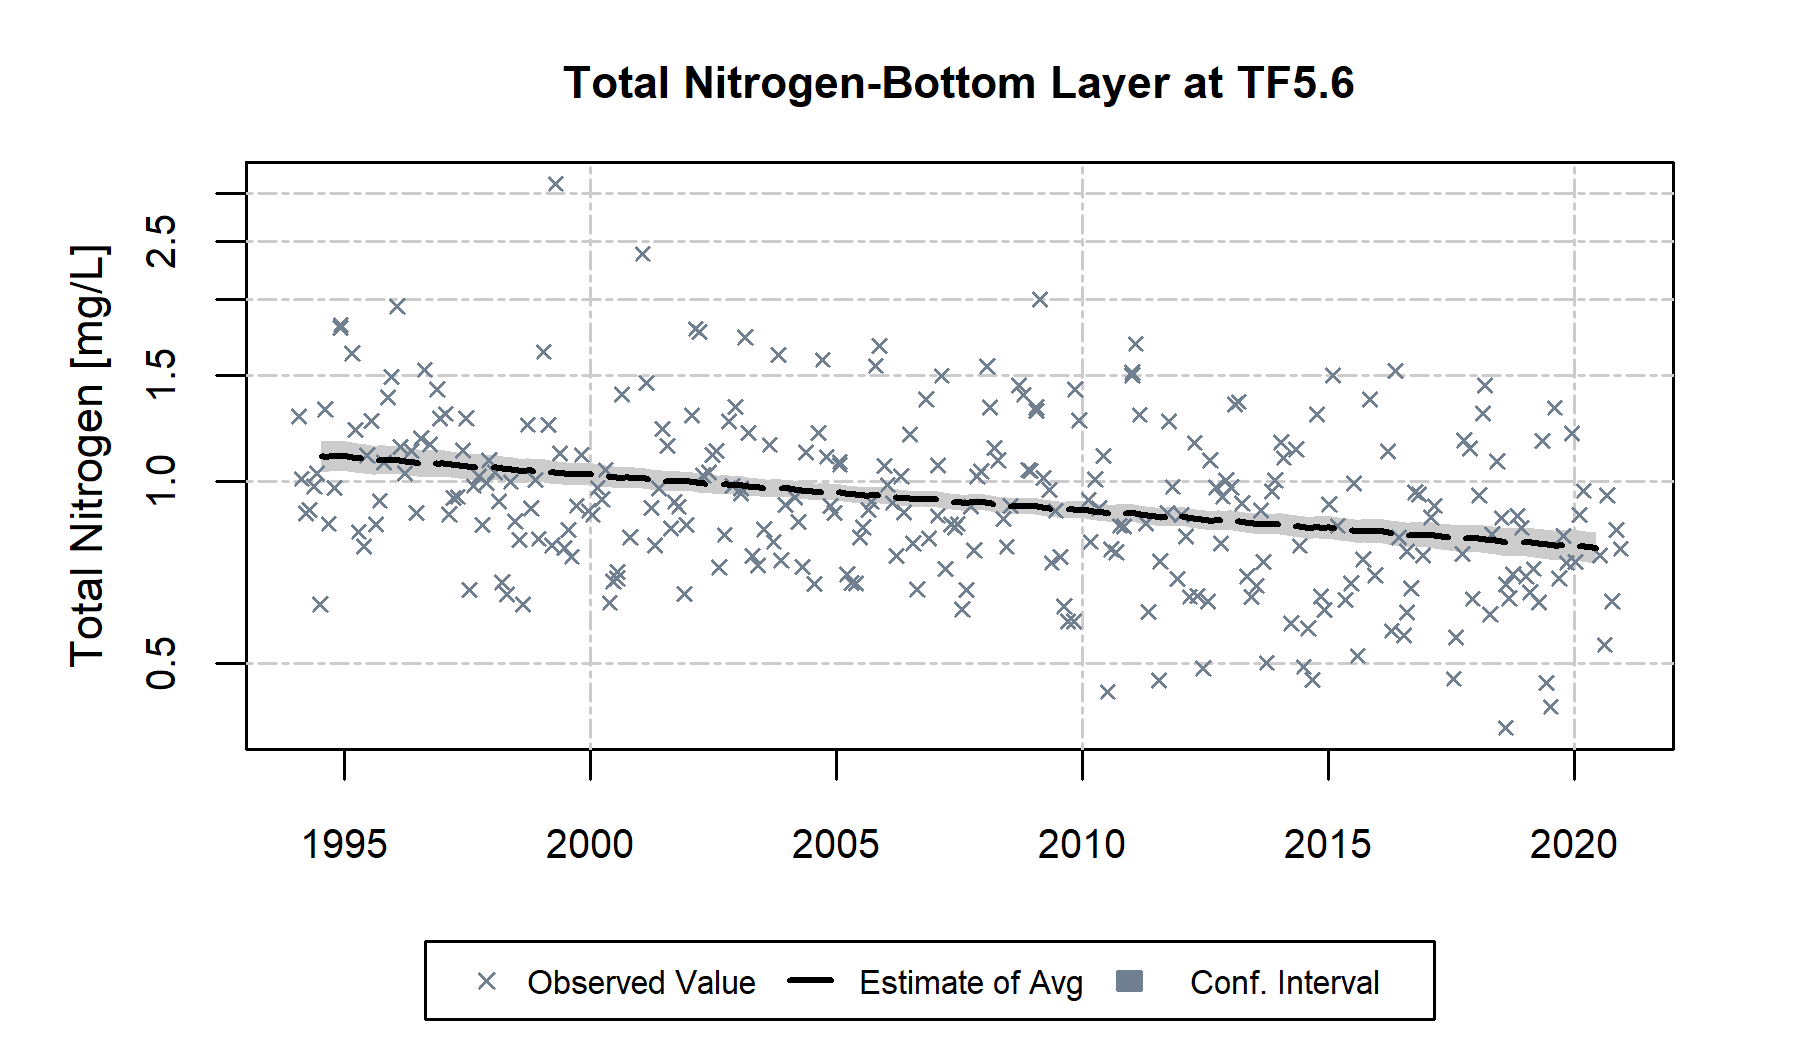 Total Nitrogen-Bottom Layer at TF5.6
Total Nitrogen [mg/L]
2.5
1.5
1.0
0.5
1995 2000 2005 2010 2015 2020
Observed Value Estimate of Avg Conf. Interval